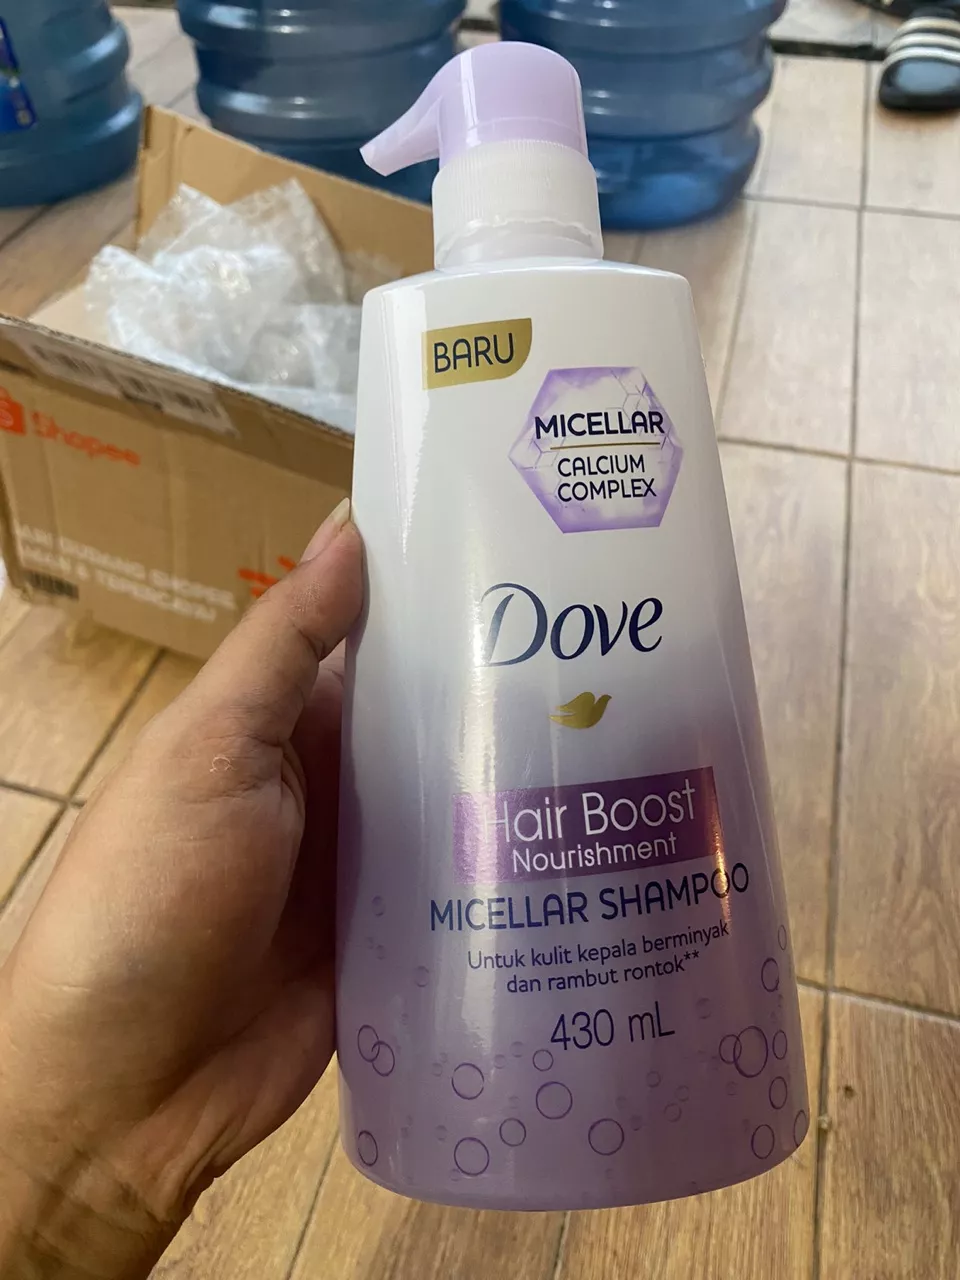 BARU
MICELLAR
CALCIUM
COMPLEX
Dove
Hair Boost
Nourishment
MICELLAR SHAMPOO
Untuk kulit kepala berminyak
dan rambut rontok**
430 mL
Shopee